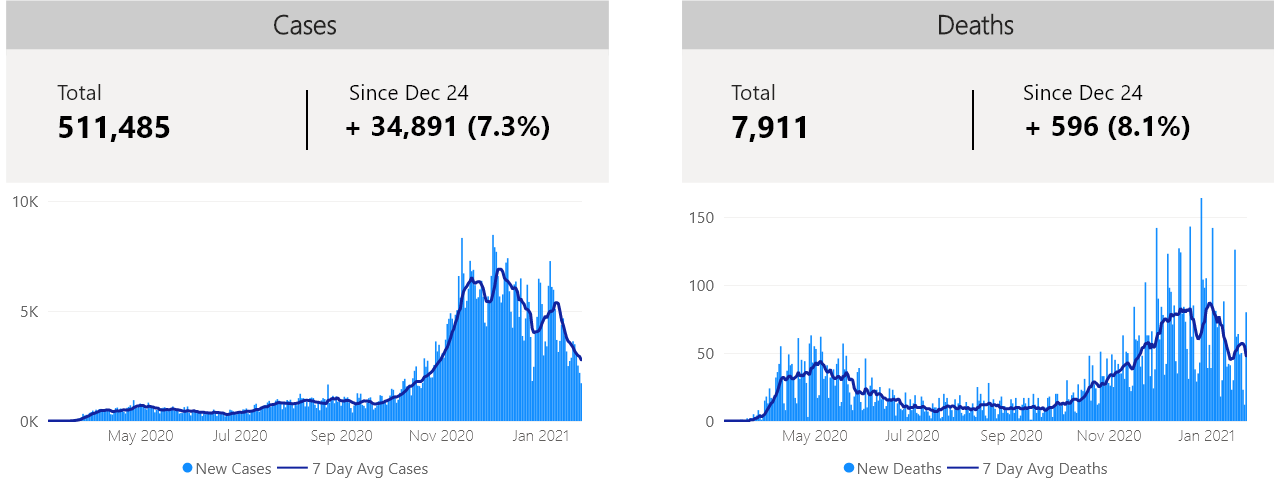 Cases
Total
511,485
Since Dec 24
+ 34,891 (7.3%)
10K
5K
0K
May 2020 Jul 2020 Sep 2020 Nov 2020 Jan 2021
New Cases 7 Day Avg Cases
Deaths
Total
7,911
Since Dec 24
+ 596 (8.1%)
150
100
50
0
May 2020 Jul 2020 Sep 2020 Nov 2020 Jan 2021
New Deaths 7 Day Avg Deaths